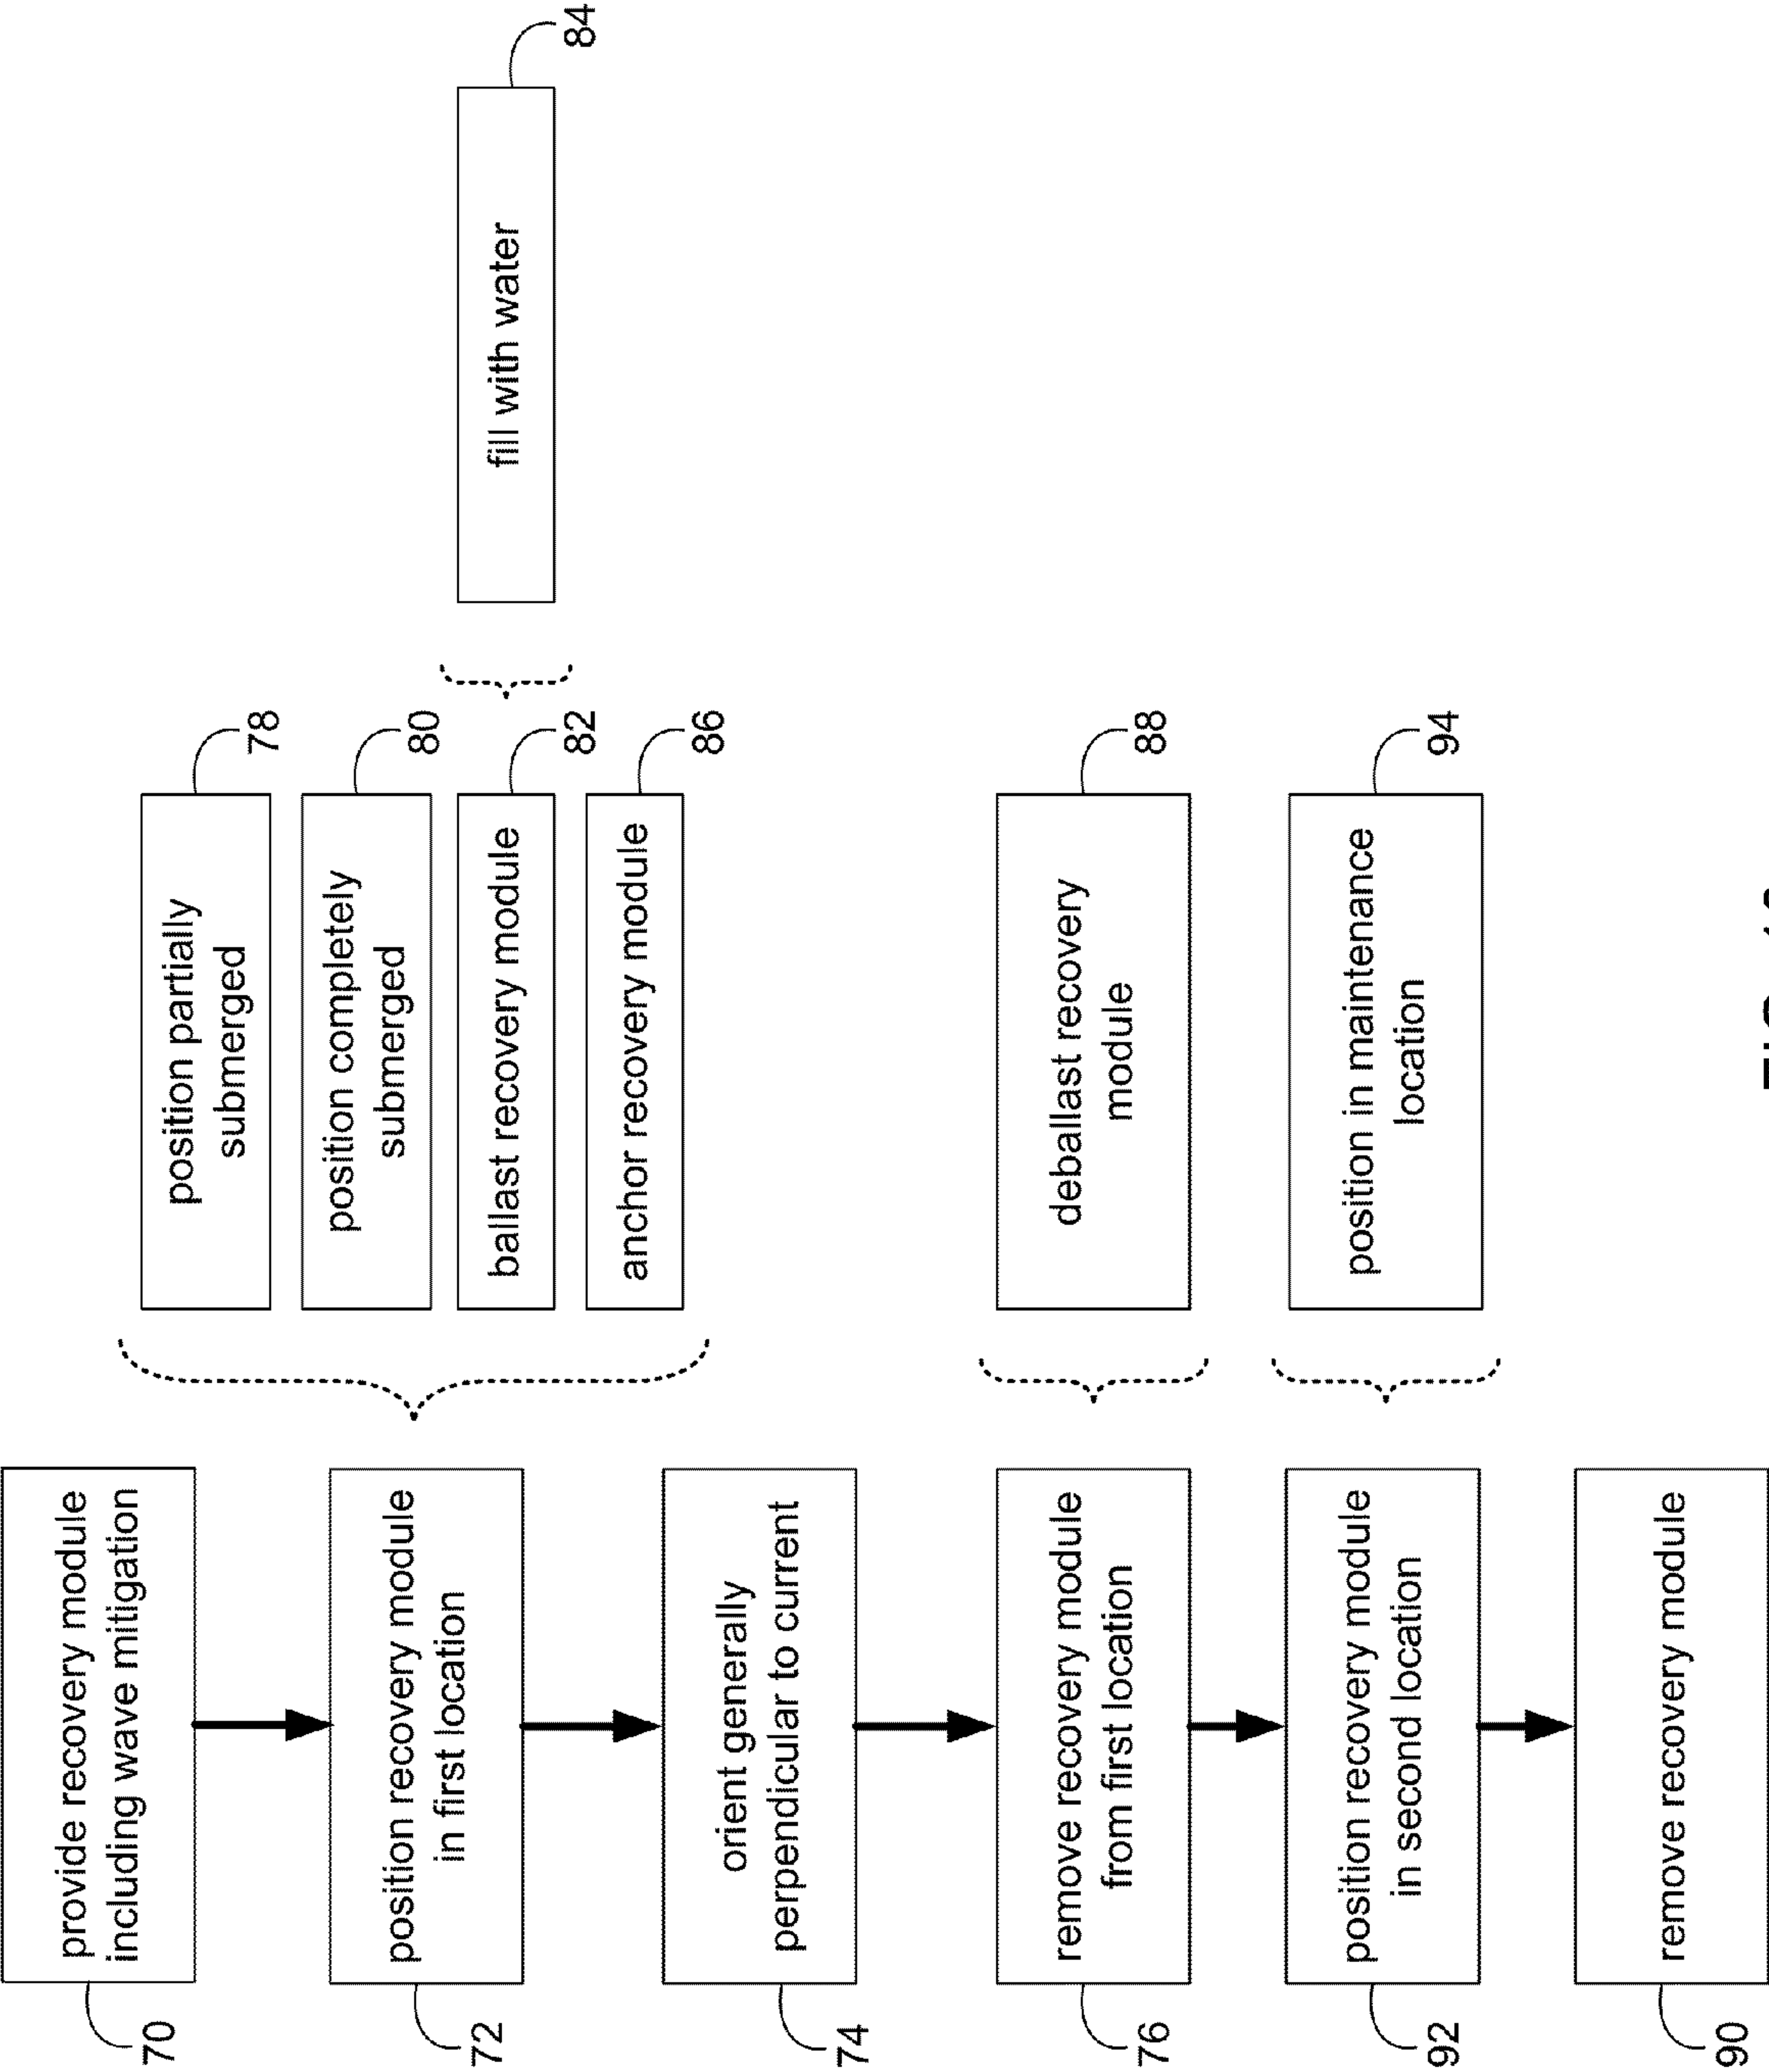 provide recovery module
including wave mitigation
70
position recovery module
in first location
72
position partially
submerged
78
position completely
submerged
80
ballast recovery module
82
fill with water
84
anchor recovery module
86
orient generally
perpendicular to current
74
remove recovery module
from first location
76
deballast recovery
module
88
position recovery module
in second location
92
position in maintenance
location
94
remove recovery module
90